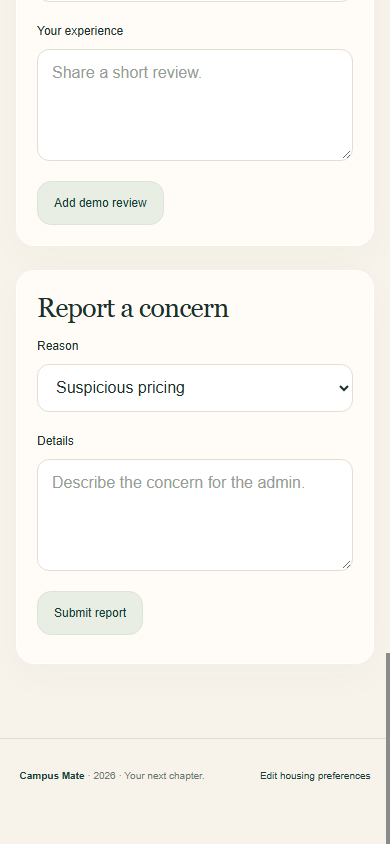 Your experience
Share a short review.
Add demo review
Report a concern
Reason
Suspicious pricing
Details
Describe the concern for the admin.
Submit report
Campus Mate · 2026 · Your next chapter.
Edit housing preferences